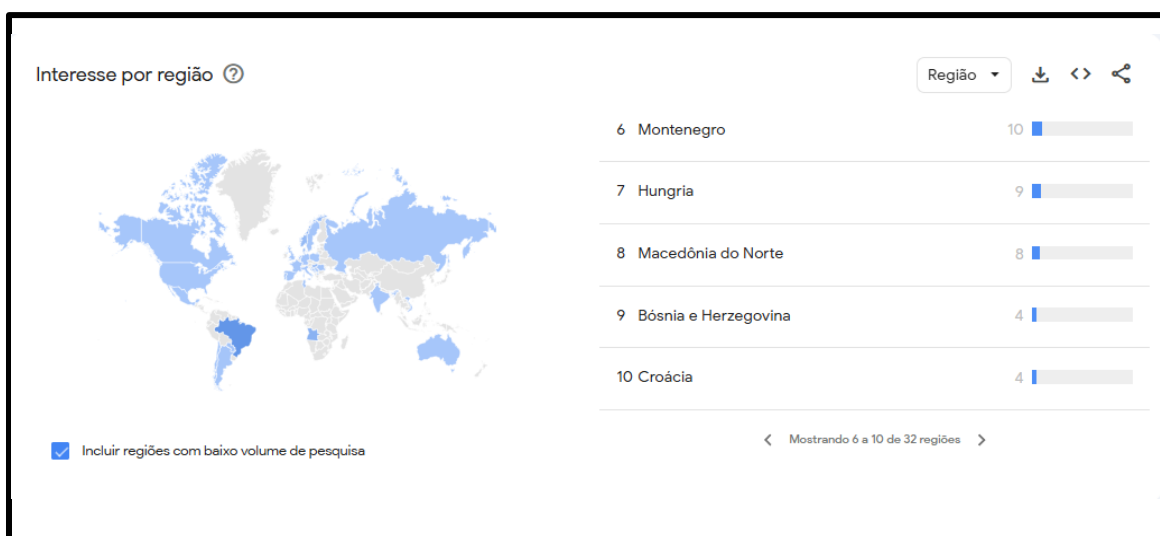 Interesse por região
Região
6 Montenegro 10
7 Hungria 9
8 Macedônia do Norte 8
9 Bósnia e Herzegovina 4
10 Croácia 4
Incluir regiões com baixo volume de pesquisa
Mostrando 6 a 10 de 32 regiões